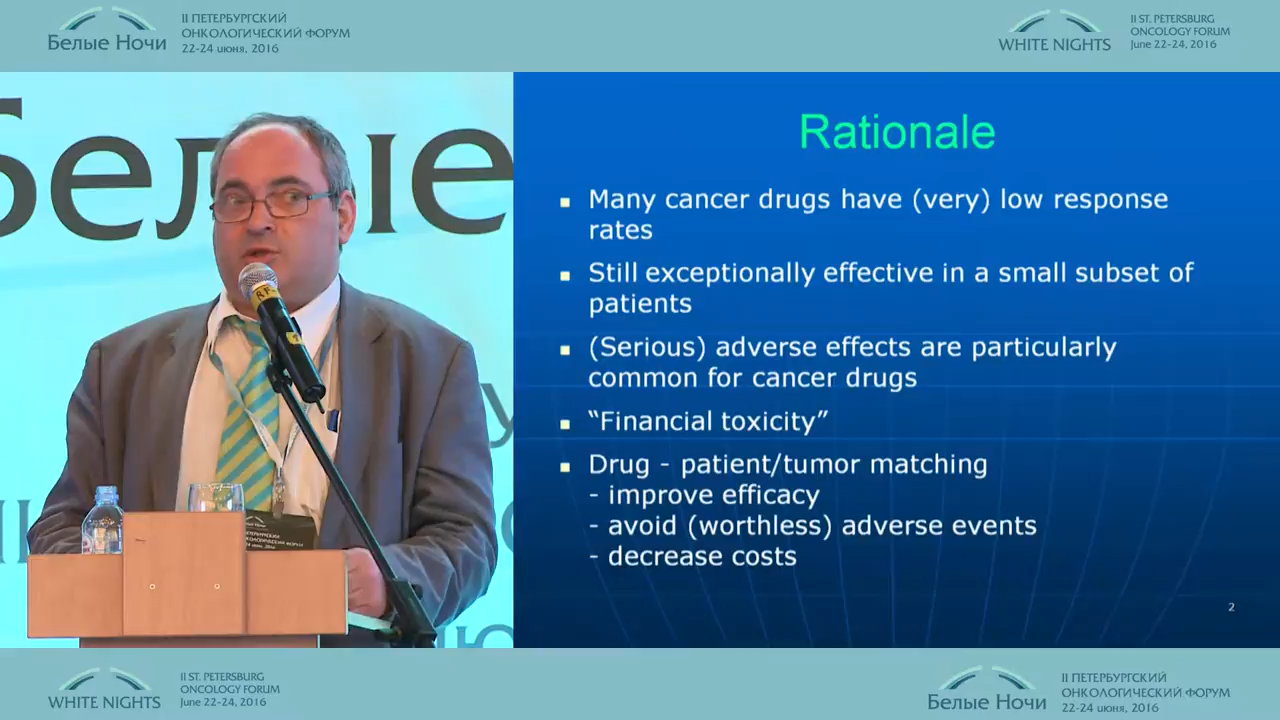 Белые Ночи
II ПЕТЕРБУРГСКИЙ
ОНКОЛОГИЧЕСКИЙ ФОРУМ
22-24 июня, 2016
WHITE NIGHTS
II ST. PETERSBURG
ONCOLOGY FORUM
June 22-24, 2016
Белые
Rationale
▪ Many cancer drugs have (very) low response
rates
▪ Still exceptionally effective in a small subset of
patients
▪ (Serious) adverse effects are particularly
common for cancer drugs
▪ “Financial toxicity”
▪ Drug - patient/tumor matching
- improve efficacy
- avoid (worthless) adverse events
- decrease costs
2
WHITE NIGHTS
II ST. PETERSBURG
ONCOLOGY FORUM
June 22-24, 2016
Белые Ночи
II ПЕТЕРБУРГСКИЙ
ОНКОЛОГИЧЕСКИЙ ФОРУМ
22-24 июня, 2016